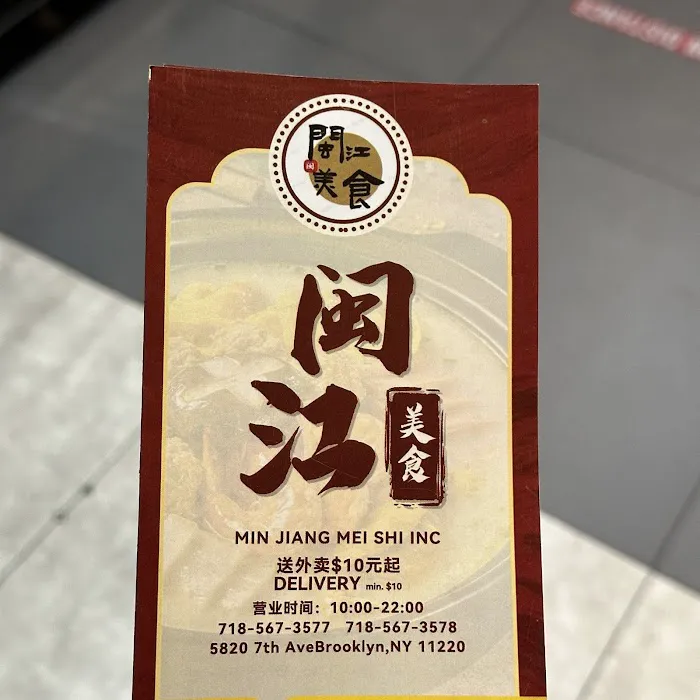 閩江
閩
美食
闽
江
美食
MIN JIANG MEI SHI INC
送外卖$10元起
DELIVERY min. $10
营业时间：10:00-22:00
718-567-3577 718-567-3578
5820 7th AveBrooklyn,NY 11220